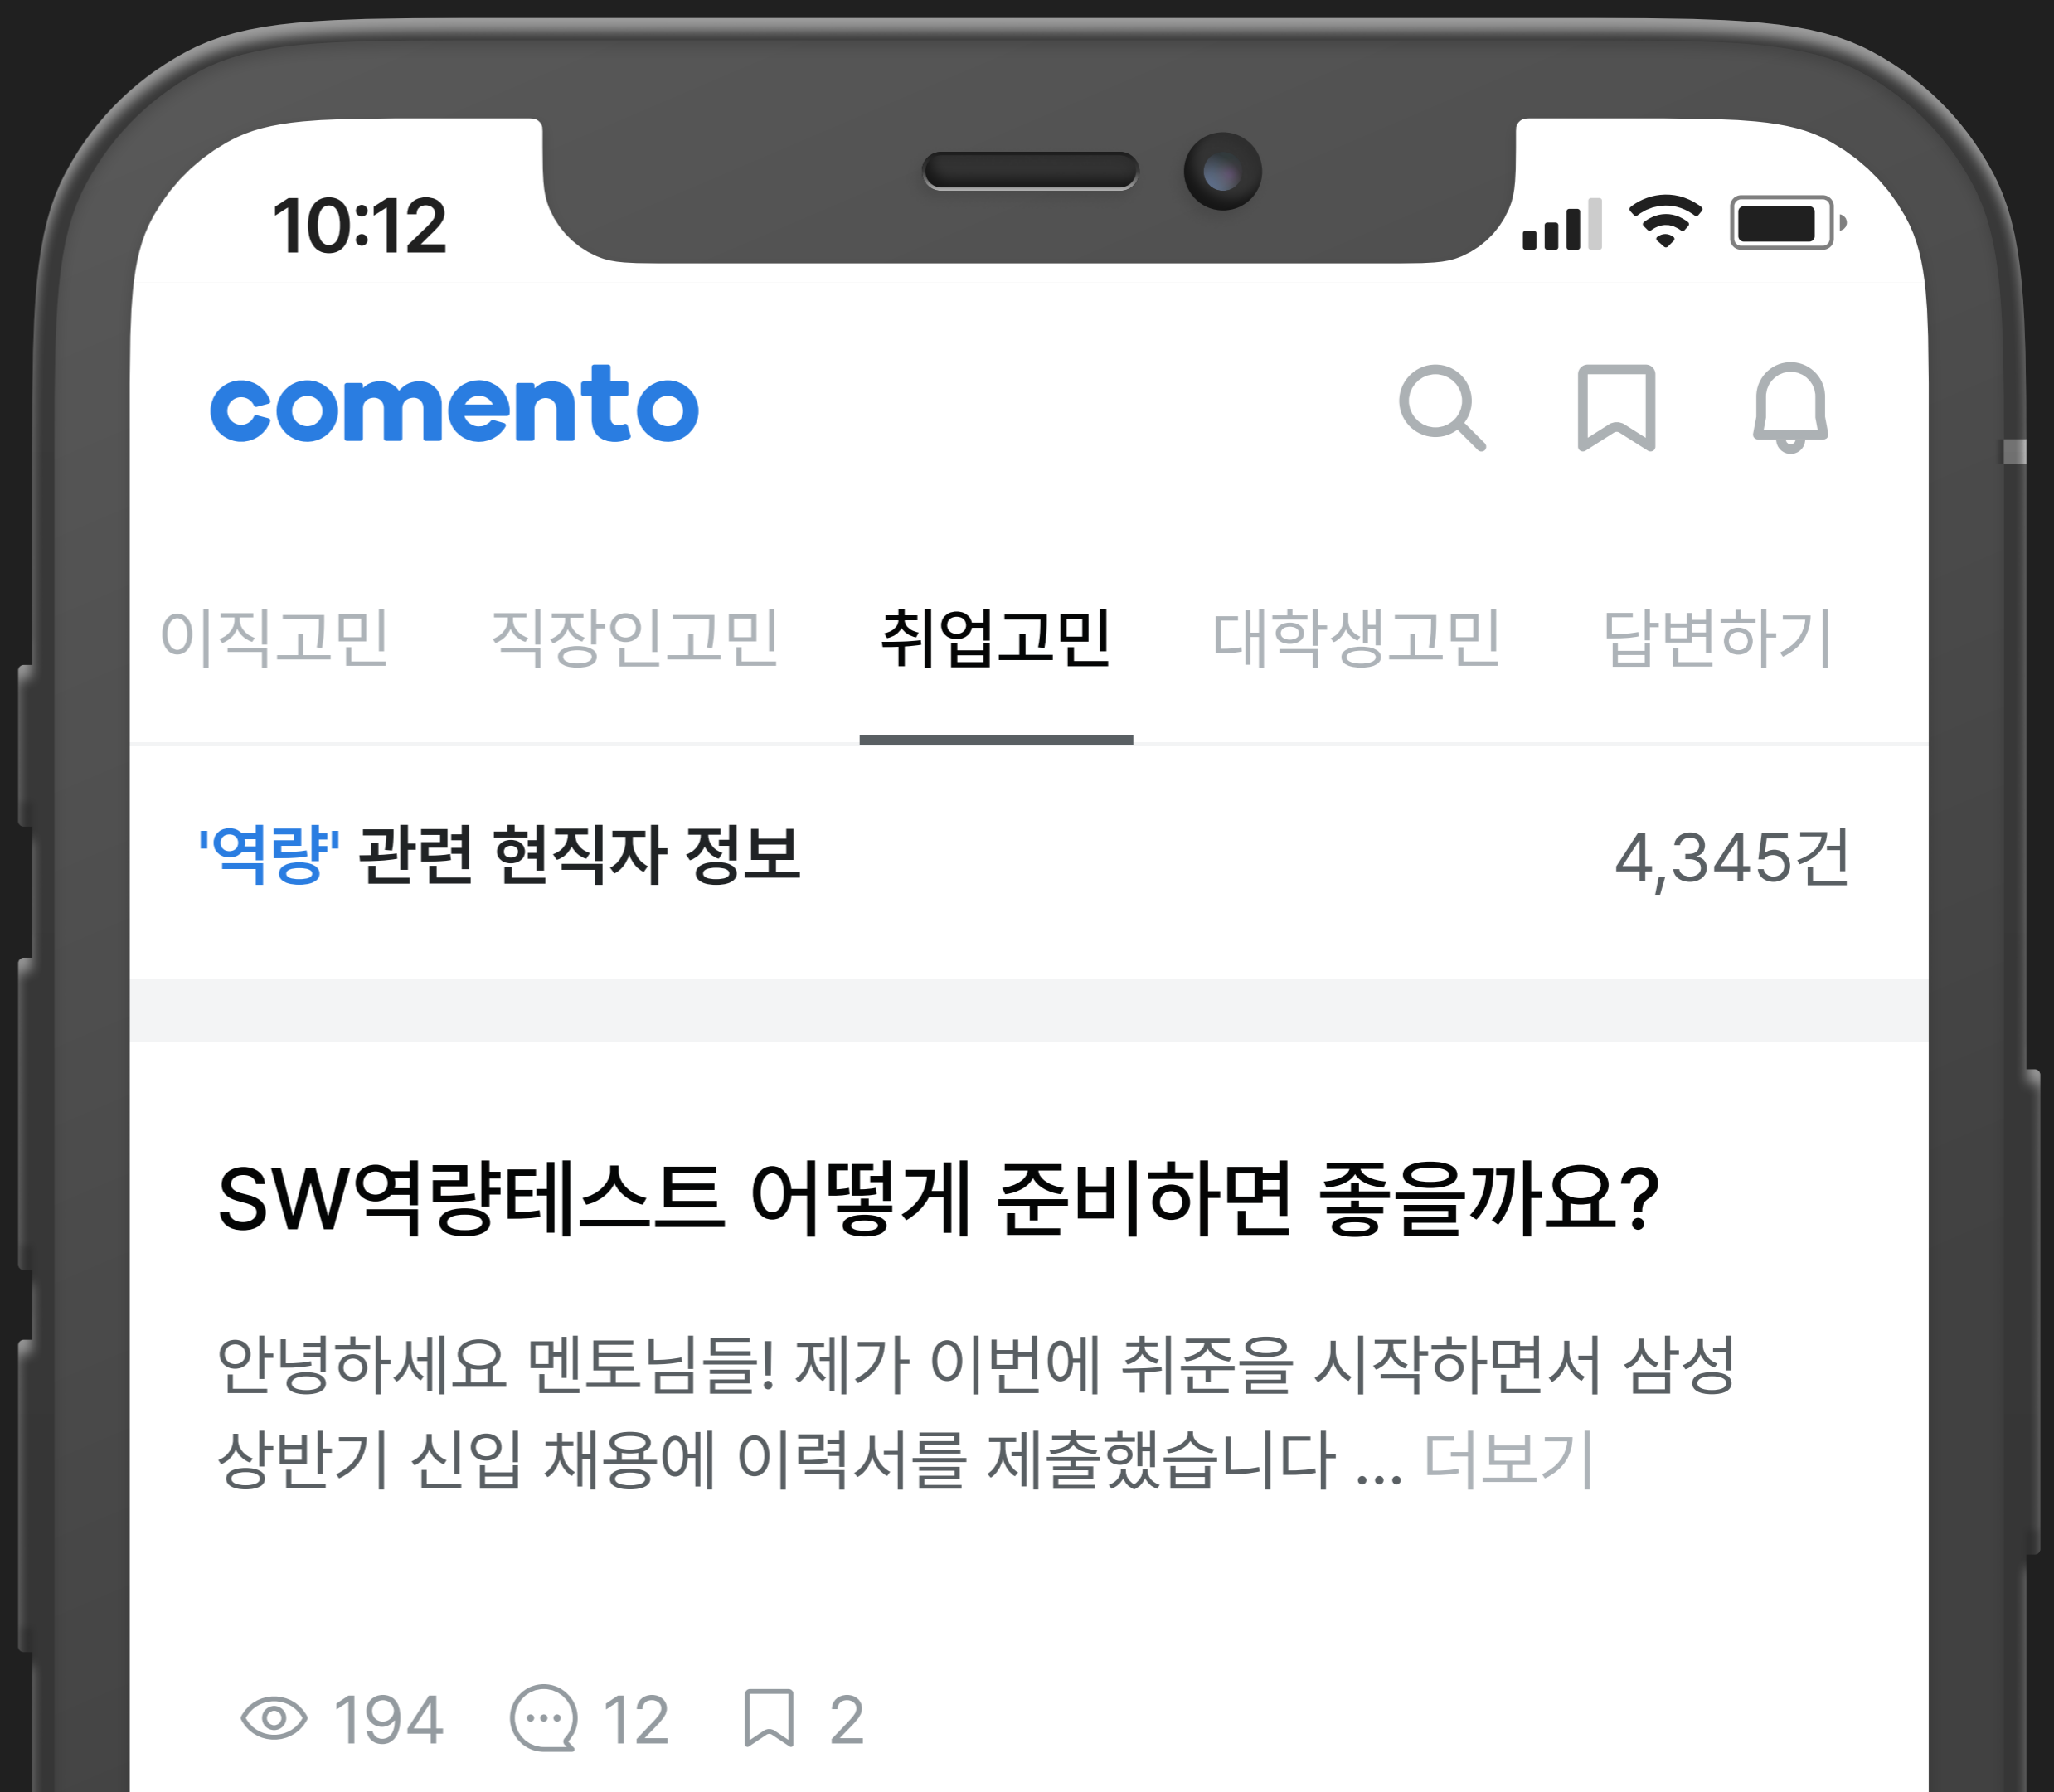 10:12
comento
이직고민 직장인고민 취업고민 대학생고민 답변하기
'역량' 관련 현직자 정보 4,345건
SW역량테스트 어떻게 준비하면 좋을까요?
안녕하세요 멘토님들! 제가 이번에 취준을 시작하면서 삼성
상반기 신입 채용에 이력서를 제출했습니다 ... 더보기
194 12 2